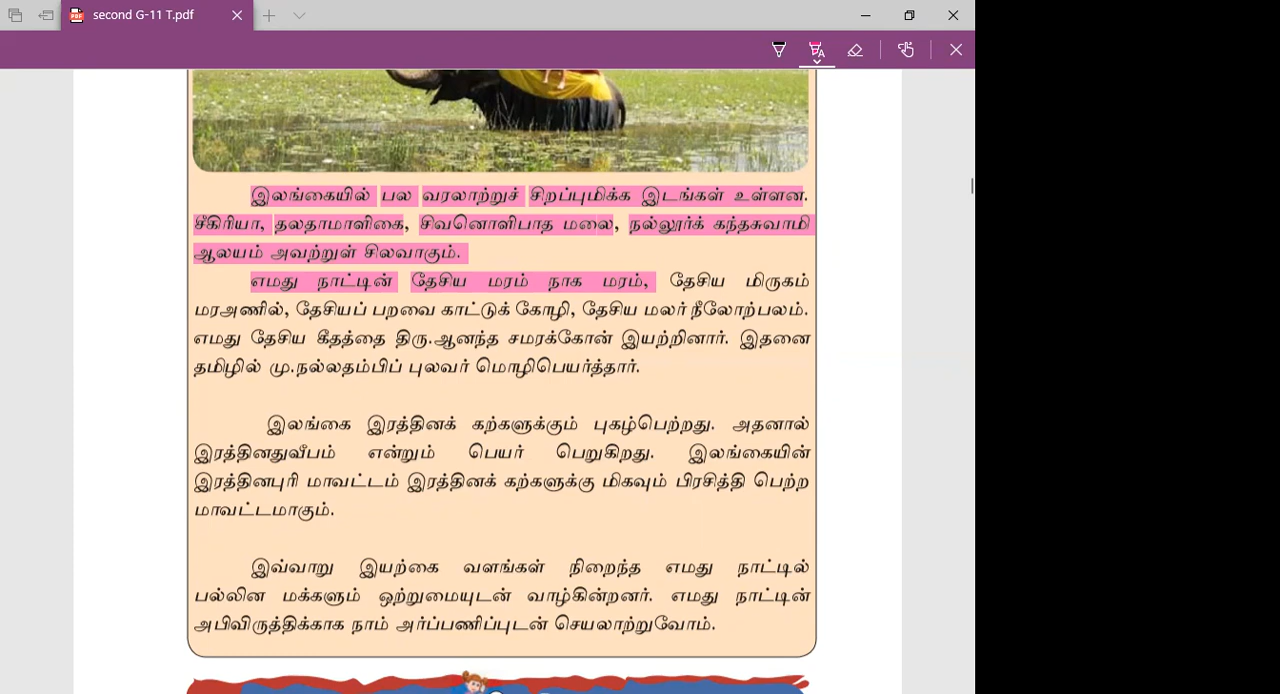 second G-11 T.pdf
இலங்கையில் பல வரலாற்றுச் சிறப்புமிக்க இடங்கள் உள்ளன.
சீகிரியா, தலதாமாளிகை, சிவனொளிபாத மலை, நல்லூர்க் கந்தசுவாமி
ஆலயம் அவற்றுள் சிலவாகும்.
எமது நாட்டின் தேசிய மரம் நாக மரம், தேசிய மிருகம்
மரஅணில், தேசியப் பறவை காட்டுக் கோழி, தேசிய மலர் நீலோற்பலம்.
எமது தேசிய கீதத்தை திரு.ஆனந்த சமரக்கோன் இயற்றினார். இதனை
தமிழில் மு.நல்லதம்பிப் புலவர் மொழிபெயர்த்தார்.
இலங்கை இரத்தினக் கற்களுக்கும் புகழ்பெற்றது. அதனால்
இரத்தினதுவீபம் என்றும் பெயர் பெறுகிறது. இலங்கையின்
இரத்தினபுரி மாவட்டம் இரத்தினக் கற்களுக்கு மிகவும் பிரசித்தி பெற்ற
மாவட்டமாகும்.
இவ்வாறு இயற்கை வளங்கள் நிறைந்த எமது நாட்டில்
பல்லின மக்களும் ஒற்றுமையுடன் வாழ்கின்றனர். எமது நாட்டின்
அபிவிருத்திக்காக நாம் அர்ப்பணிப்புடன் செயலாற்றுவோம்.